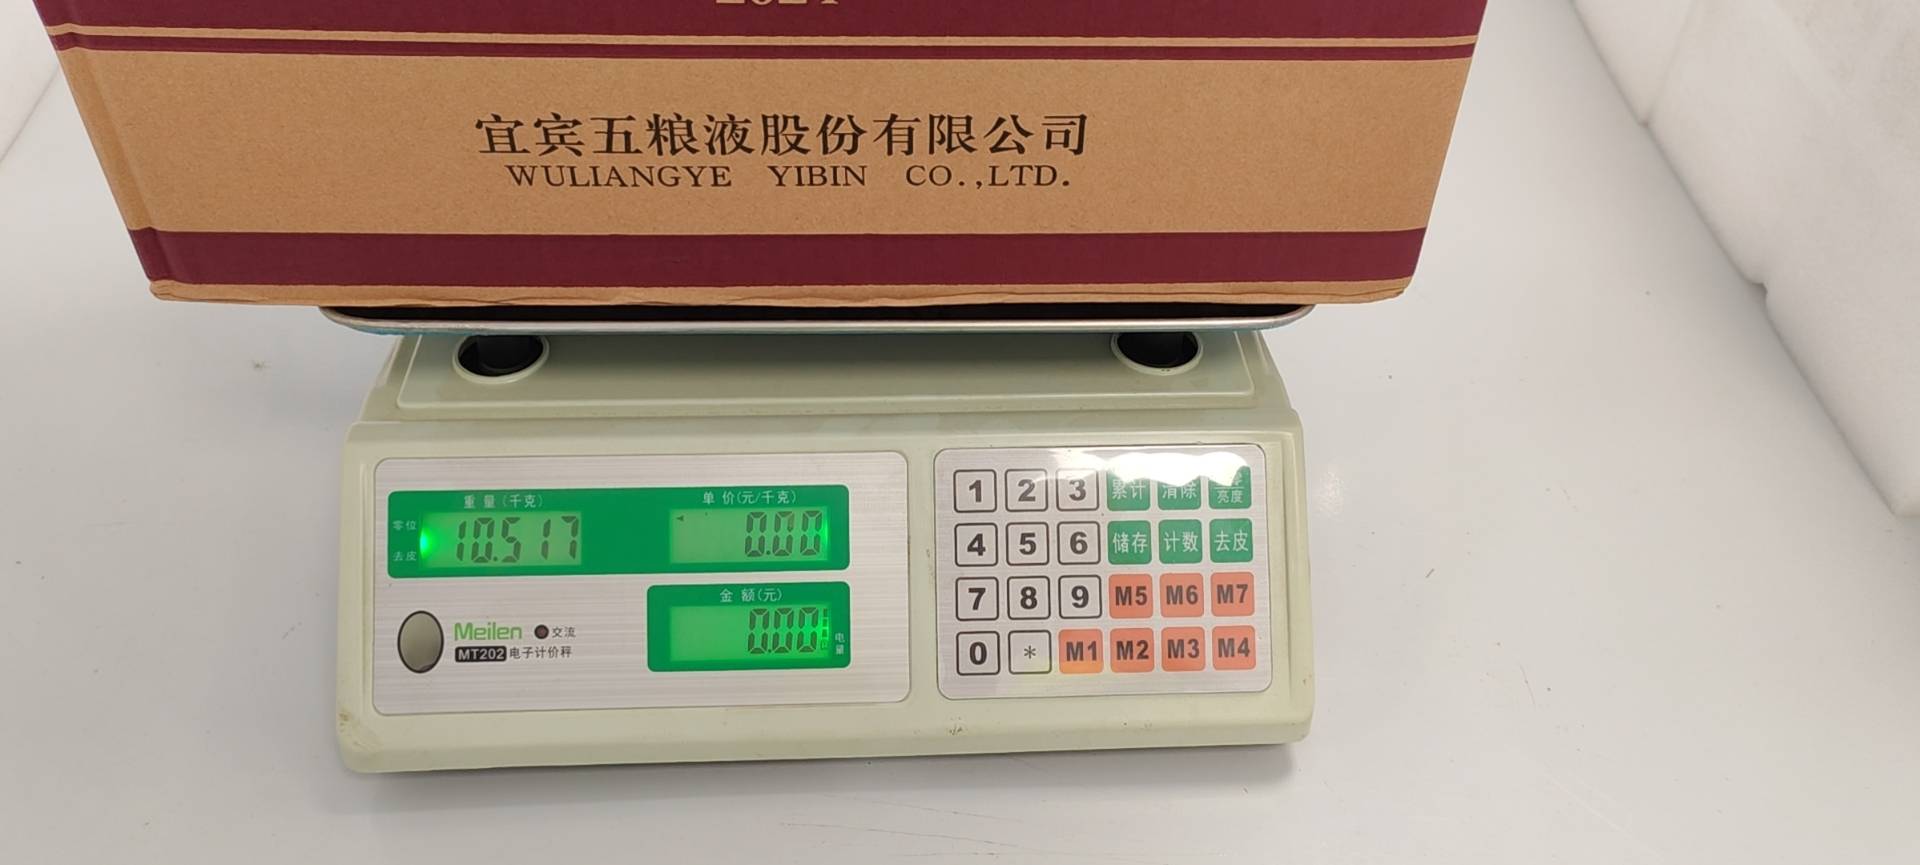 2024
宜宾五粮液股份有限公司
WULIANGYE YIBIN CO.,LTD.
重量(千克)
单价(元/千克)
零位
去皮
10.517
0.00
金额(元)
0.00
电量
Meilen
交流
MT202 电子计价秤
1 2 3 累计 清除
亮度
4 5 6 储存 计数 去皮
7 8 9 M5 M6 M7
0 * M1 M2 M3 M4